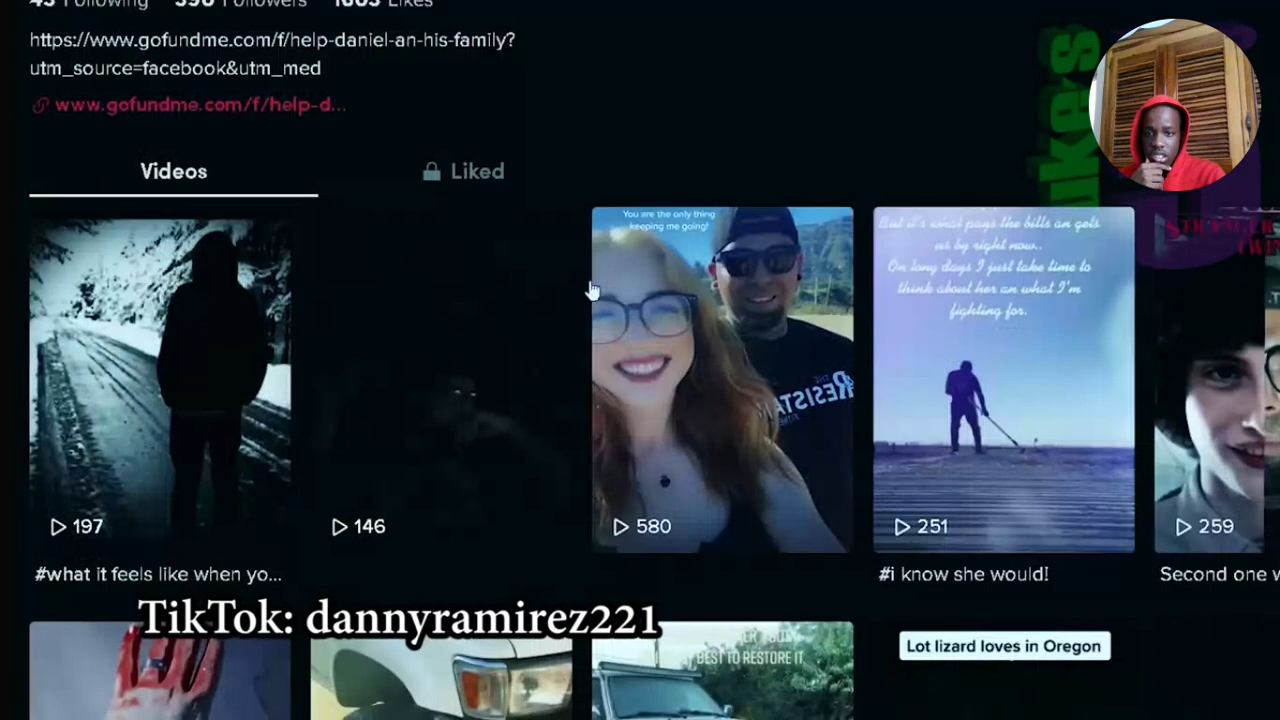 Following
Followers
Likes
https://www.gofundme.com/f/help-daniel-an-his-family?
utm_source=facebook&utm_med
www.gofundme.com/f/help-d...
Videos
Liked
You are the only thing
keeping me going!
But it's what pays the bills an gets
us by right now..
On long days I just take time to
think about her an what I'm
fighting for.
THE
RESISTA
197
146
580
251
259
#what it feels like when yo...
#i know she would!
Second one w
TikTok: dannyramirez221
BEST TO RESTORE IT.
Lot lizard loves in Oregon